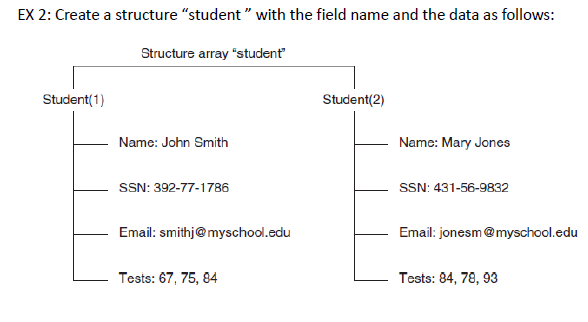 EX 2: Create a structure “student ” with the field name and the data as follows:
Structure array “student”
Student(1)
Student(2)
Name: John Smith
Name: Mary Jones
SSN: 392-77-1786
SSN: 431-56-9832
Email: smithj@myschool.edu
Email: jonesm@myschool.edu
Tests: 67, 75, 84
Tests: 84, 78, 93